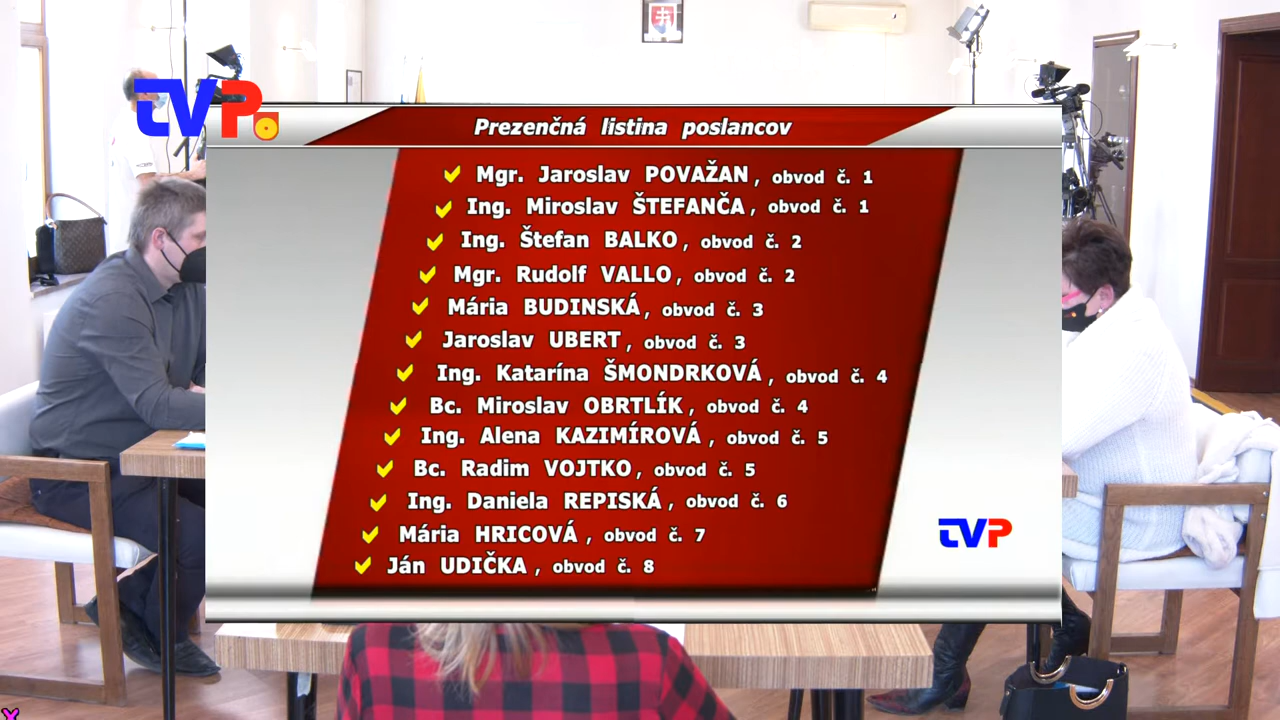 TVP
Prezenčná listina poslancov
Mgr. Jaroslav POVAŽAN, obvod č. 1
Ing. Miroslav ŠTEFANČA, obvod č. 1
Ing. Štefan BALKO, obvod č. 2
Mgr. Rudolf VALLO, obvod č. 2
Mária BUDINSKÁ, obvod č. 3
Jaroslav UBERT, obvod č. 3
Ing. Katarína ŠMONDRKOVÁ, obvod č. 4
Bc. Miroslav OBRTLÍK, obvod č. 4
Ing. Alena KAZIMÍROVÁ, obvod č. 5
Bc. Radim VOJTKO, obvod č. 5
Ing. Daniela REPISKÁ, obvod č. 6
TVP
Mária HRICOVÁ, obvod č. 7
Ján UDIČKA, obvod č. 8